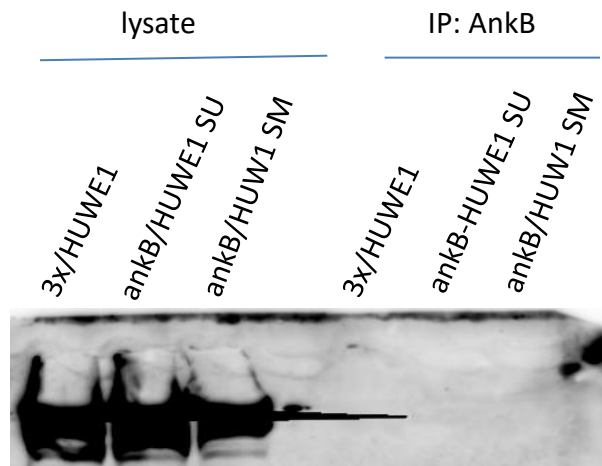 lysate
IP: AnkB
3x/HUWE1
ankB/HUWE1 SU
ankB/HUW1 SM
3x/HUWE1
ankB-HUWE1 SU
ankB/HUW1 SM